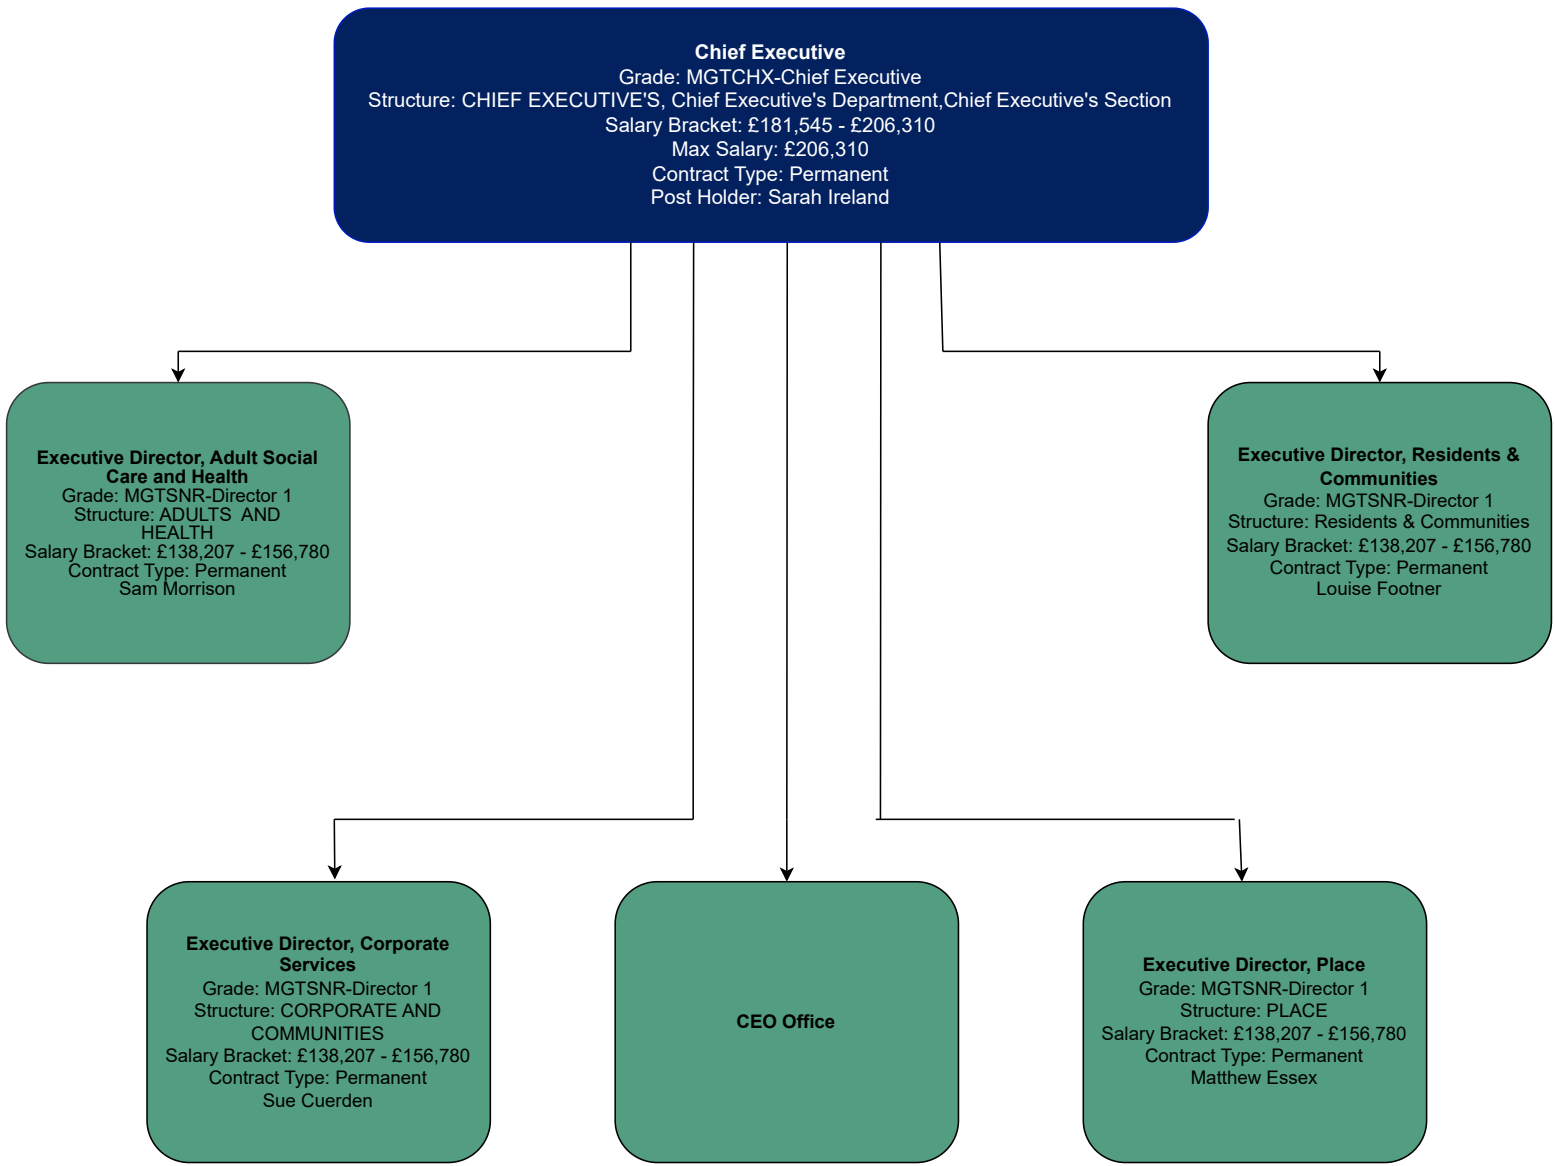 Chief Executive
Grade: MGTCHX-Chief Executive
Structure: CHIEF EXECUTIVE'S, Chief Executive's Department,Chief Executive's Section
Salary Bracket: £181,545 - £206,310
Max Salary: £206,310
Contract Type: Permanent
Post Holder: Sarah Ireland
Executive Director, Adult Social
Care and Health
Grade: MGTSNR-Director 1
Structure: ADULTS  AND
HEALTH
Salary Bracket: £138,207 - £156,780
Contract Type: Permanent
Sam Morrison
Executive Director, Residents &
Communities
Grade: MGTSNR-Director 1
Structure: Residents & Communities
Salary Bracket: £138,207 - £156,780
Contract Type: Permanent
Louise Footner
Executive Director, Corporate
Services
Grade: MGTSNR-Director 1
Structure: CORPORATE AND
COMMUNITIES
Salary Bracket: £138,207 - £156,780
Contract Type: Permanent
Sue Cuerden
CEO Office
Executive Director, Place
Grade: MGTSNR-Director 1
Structure: PLACE
Salary Bracket: £138,207 - £156,780
Contract Type: Permanent
Matthew Essex